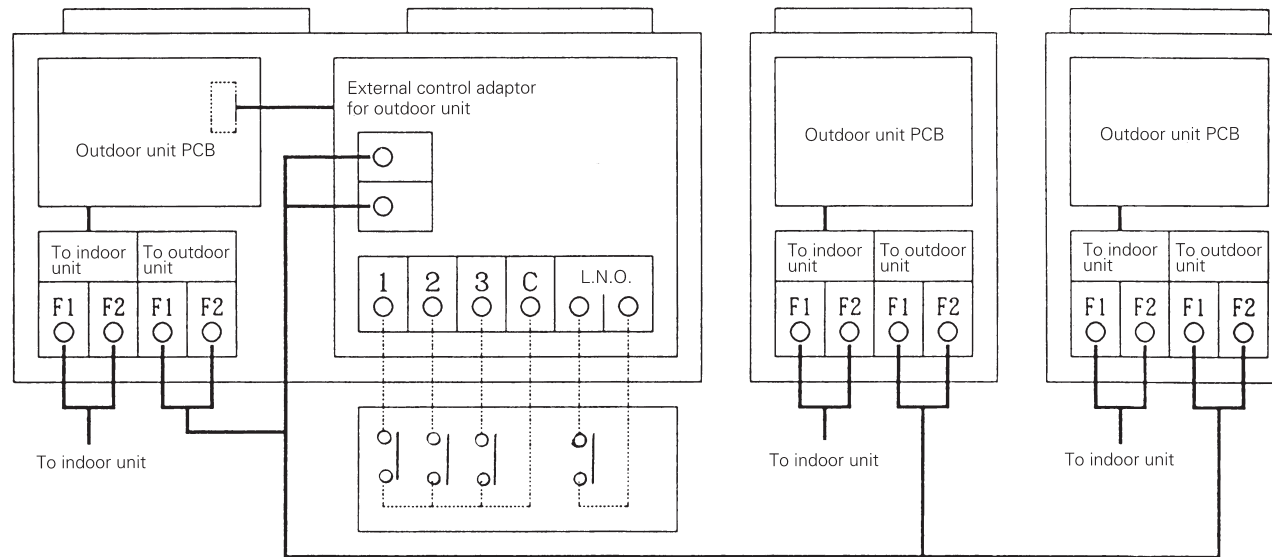 External control adaptor
for outdoor unit
Outdoor unit PCB
To indoor
unit
To outdoor
unit
F1 F2 F1 F2
1 2 3 C L.N.O.
To indoor unit
Outdoor unit PCB
To indoor
unit
To outdoor
unit
F1 F2 F1 F2
To indoor unit
Outdoor unit PCB
To indoor
unit
To outdoor
unit
F1 F2 F1 F2
To indoor unit